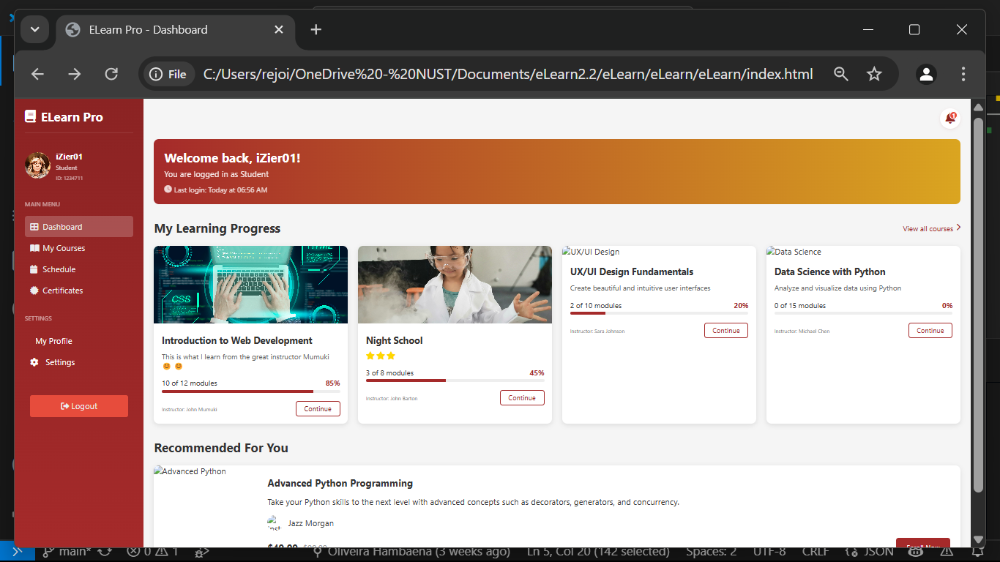 ELearn Pro - Dashboard
File
C:/Users/rejoi/OneDrive%20-%20NUST/Documents/eLearn2.2/eLearn/eLearn/eLearn/index.html
ELearn Pro
iZier01
Student
ID: 1234711
MAIN MENU
Dashboard
My Courses
Schedule
Certificates
SETTINGS
My Profile
Settings
Logout
1
Welcome back, iZier01!
You are logged in as Student
Last login: Today at 06:56 AM
My Learning Progress
View all courses
HTML
CSS
Introduction to Web Development
This is what I learn from the great instructor Mumuki
😊 😊
10 of 12 modules 85%
Instructor: John Mumuki Continue
Night School
3 of 8 modules 45%
Instructor: John Barton Continue
UX/UI Design
UX/UI Design Fundamentals
Create beautiful and intuitive user interfaces
2 of 10 modules 20%
Instructor: Sara Johnson Continue
Data Science
Data Science with Python
Analyze and visualize data using Python
0 of 15 modules 0%
Instructor: Michael Chen Continue
Recommended For You
Advanced Python
Advanced Python Programming
Take your Python skills to the next level with advanced concepts such as decorators, generators, and concurrency.
Jazz Morgan
Enroll Now
main* 0 1 Oliveira Hambaena (3 weeks ago) Ln 5, Col 20 (142 selected) Spaces: 2 UTF-8 CRLF JSON